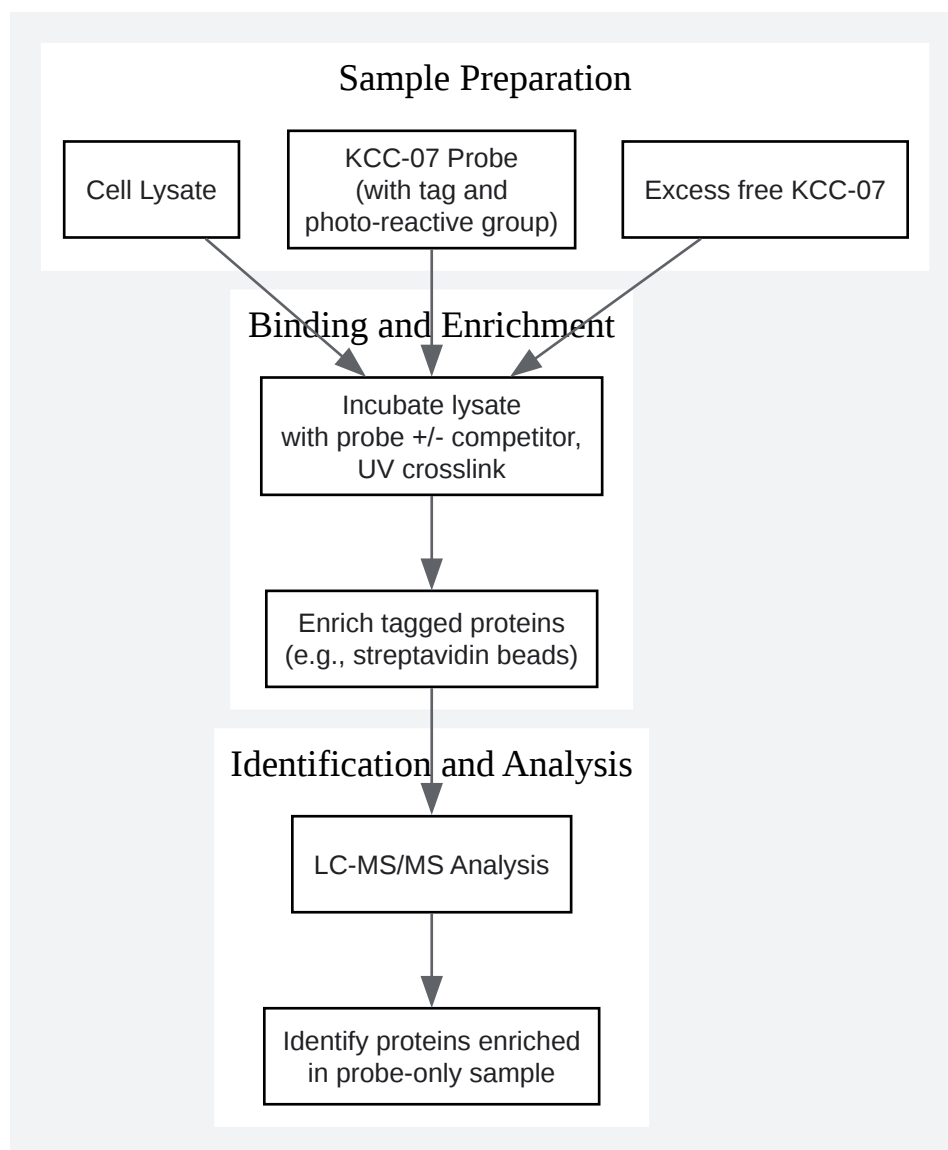 Sample Preparation
Cell Lysate
KCC-07 Probe
(with tag and
photo-reactive group)
Excess free KCC-07
Binding and Enrichment
Incubate lysate
with probe +/- competitor,
UV crosslink
Enrich tagged proteins
(e.g., streptavidin beads)
Identification and Analysis
LC-MS/MS Analysis
Identify proteins enriched
in probe-only sample